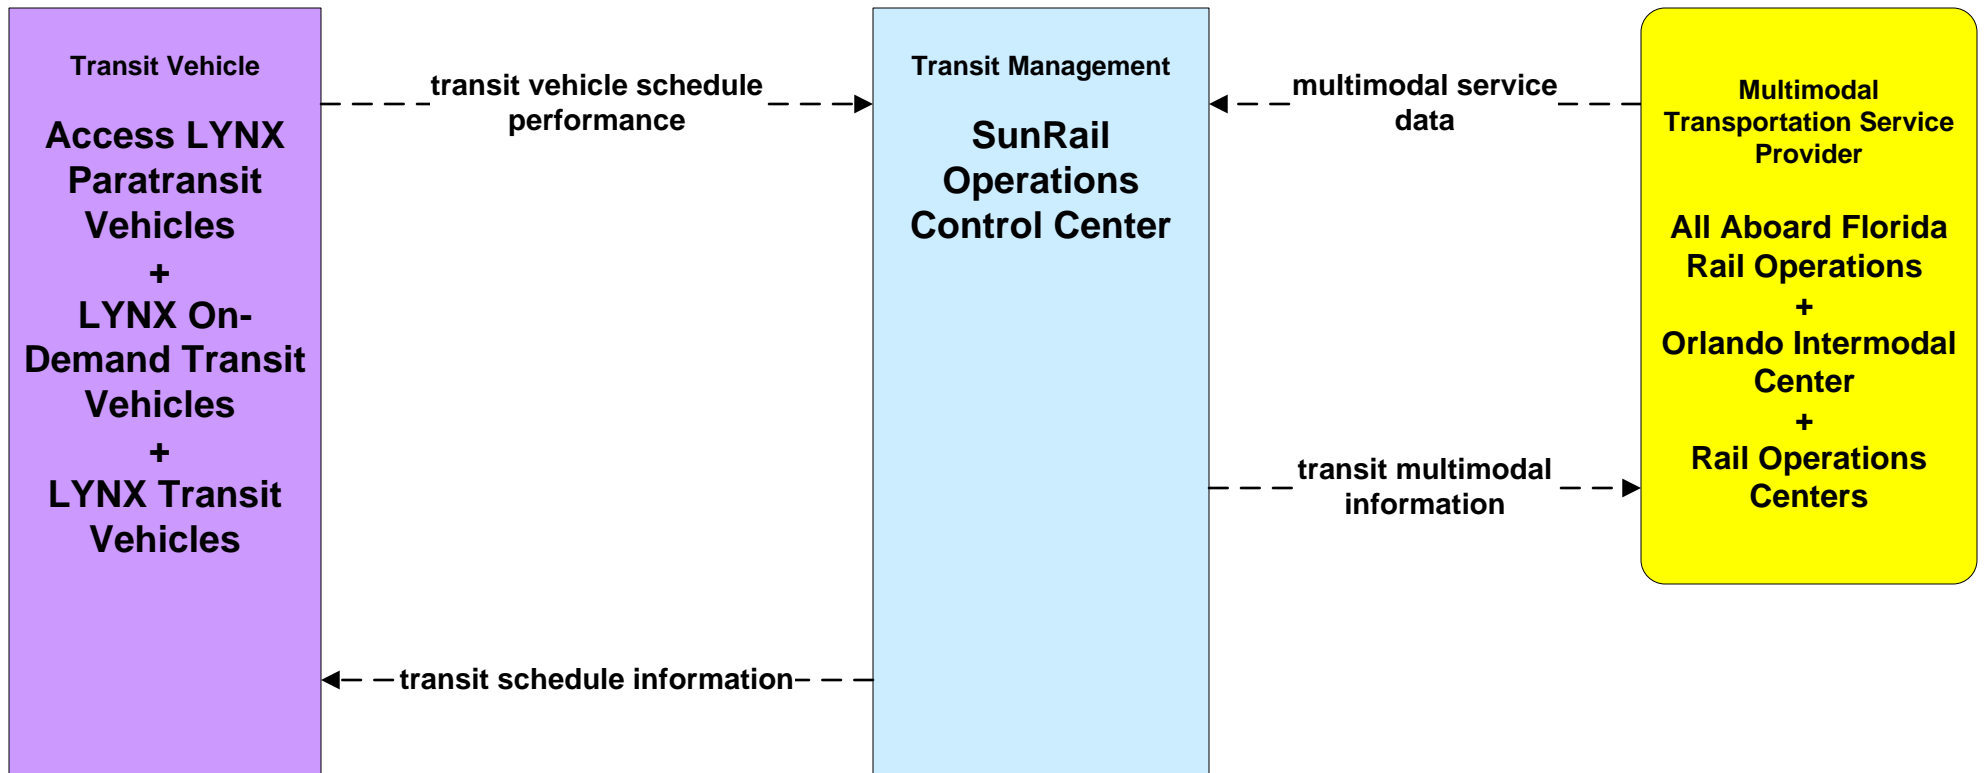 Transit Vehicle
Access LYNX
Paratransit
Vehicles
+
LYNX On-
Demand Transit
Vehicles
+
LYNX Transit
Vehicles
transit vehicle schedule
performance
transit schedule information
Transit Management
SunRail
Operations
Control Center
multimodal service
data
transit multimodal
information
Multimodal
Transportation Service
Provider
All Aboard Florida
Rail Operations
+
Orlando Intermodal
Center
+
Rail Operations
Centers